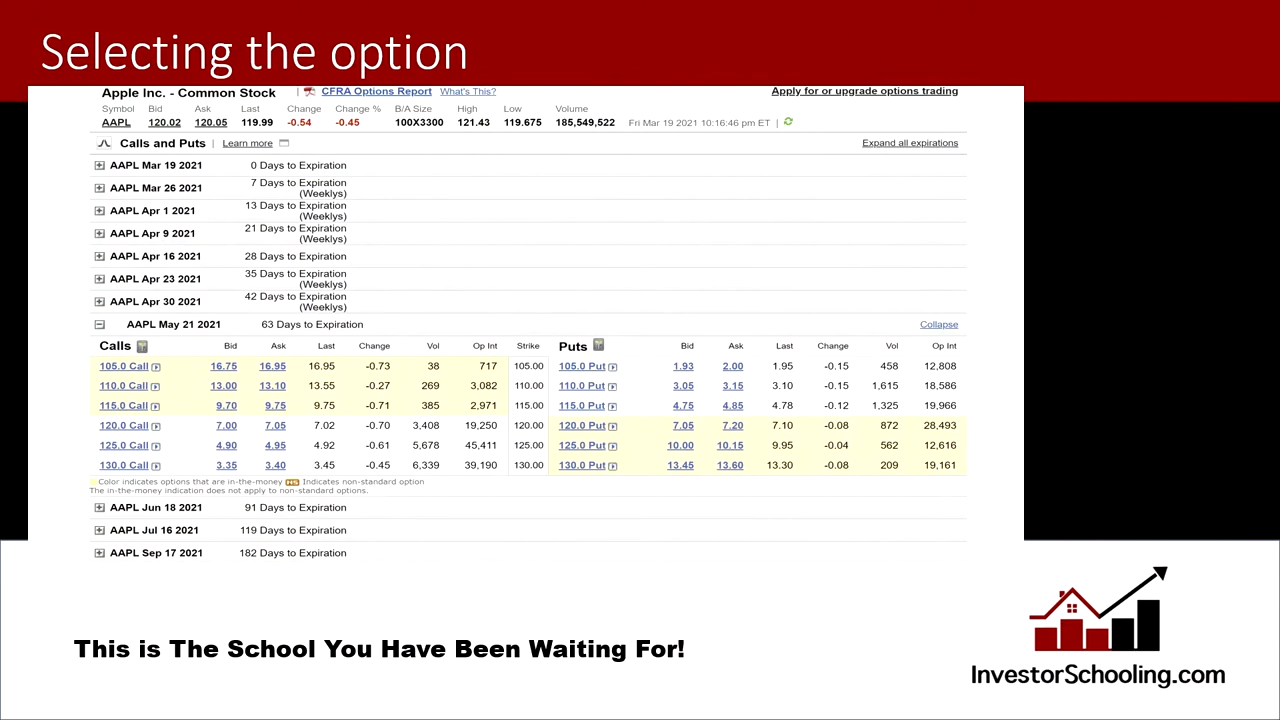 Selecting the option
Apple Inc. - Common Stock | CFRA Options Report What's This? Apply for or upgrade options trading
Symbol Bid Ask Last Change Change % B/A Size High Low Volume
AAPL 120.02 120.05 119.99 -0.54 -0.45 100X3300 121.43 119.675 185,549,522 Fri Mar 19 2021 10:16:46 pm ET |
Calls and Puts | Learn more Expand all expirations
AAPL Mar 19 2021 0 Days to Expiration
AAPL Mar 26 2021 7 Days to Expiration
(Weeklys)
AAPL Apr 1 2021 13 Days to Expiration
(Weeklys)
AAPL Apr 9 2021 21 Days to Expiration
(Weeklys)
AAPL Apr 16 2021 28 Days to Expiration
AAPL Apr 23 2021 35 Days to Expiration
(Weeklys)
AAPL Apr 30 2021 42 Days to Expiration
(Weeklys)
AAPL May 21 2021 63 Days to Expiration Collapse
Calls Bid Ask Last Change Vol Op Int Strike Puts Bid Ask Last Change Vol Op Int
105.0 Call 16.75 16.95 16.95 -0.73 38 717 105.00 105.0 Put 1.93 2.00 1.95 -0.15 458 12,808
110.0 Call 13.00 13.10 13.55 -0.27 269 3,082 110.00 110.0 Put 3.05 3.15 3.10 -0.15 1,615 18,586
115.0 Call 9.70 9.75 9.75 -0.71 385 2,971 115.00 115.0 Put 4.75 4.85 4.78 -0.12 1,325 19,966
120.0 Call 7.00 7.05 7.02 -0.70 3,408 19,250 120.00 120.0 Put 7.05 7.20 7.10 -0.08 872 28,493
125.0 Call 4.90 4.95 4.92 -0.61 5,678 45,411 125.00 125.0 Put 10.00 10.15 9.95 -0.04 562 12,616
130.0 Call 3.35 3.40 3.45 -0.45 6,339 39,190 130.00 130.0 Put 13.45 13.60 13.30 -0.08 209 19,161
Color indicates options that are in-the-money NS Indicates non-standard option
The in-the-money indication does not apply to non-standard options.
AAPL Jun 18 2021 91 Days to Expiration
AAPL Jul 16 2021 119 Days to Expiration
AAPL Sep 17 2021 182 Days to Expiration
This is The School You Have Been Waiting For!
InvestorSchooling.com